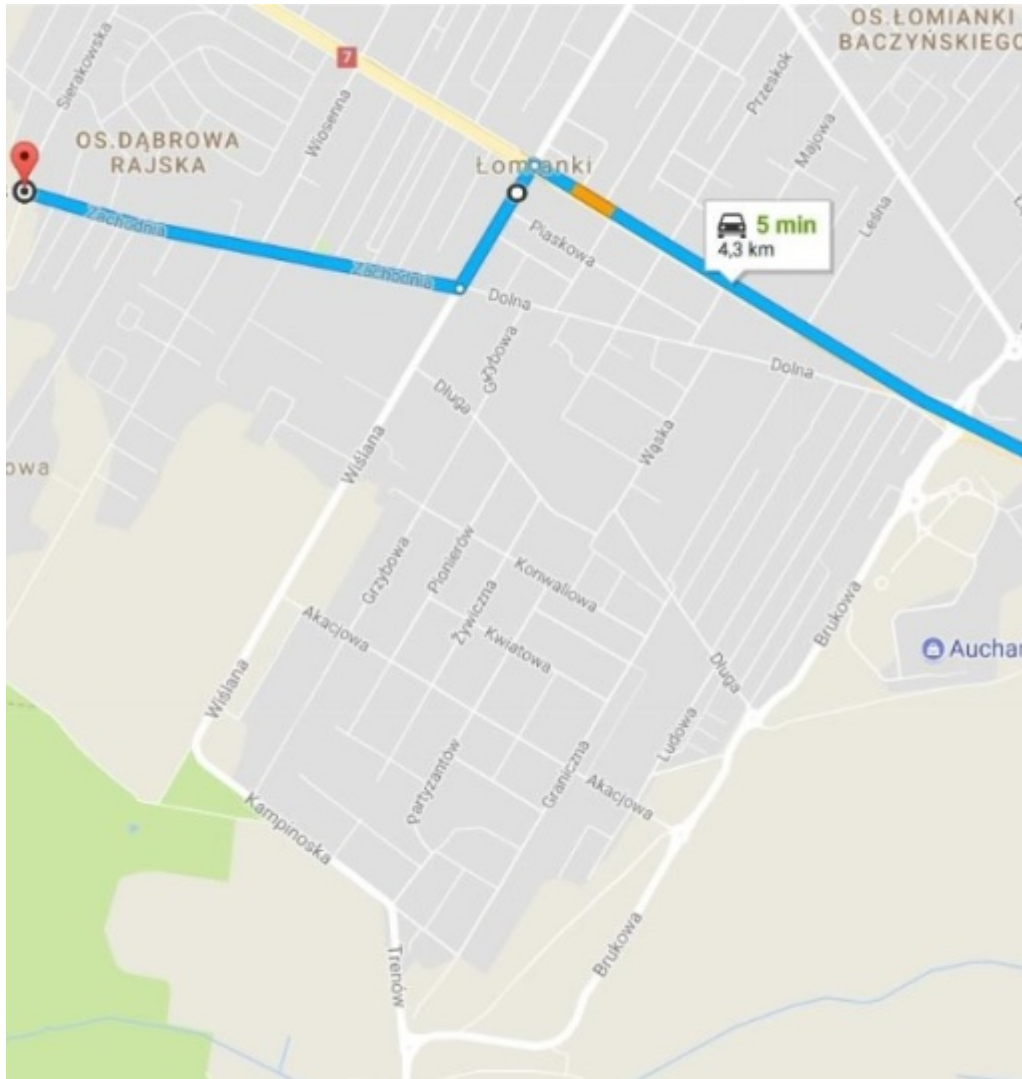 OS.ŁOMIANKI
BACZYŃSKIEGO
7
Sierakowska
Wiosenna
Przeskok
Majowa
OS.DĄBROWA
RAJSKA
Łomianki
Leśna
5 min
4,3 km
Zachodnia
Piaskowa
Zachodnia
Dolna
Grzybowa
Dolna
Długa
Wąska
Wiślana
owa
Grzybowa
Pionierów
Żywiczna
Konwaliowa
Kwiatowa
Akacjowa
Brukowa
Auchan
Wiślana
Długa
Ludowa
Partyzantów
Graniczna
Akacjowa
Kampinoska
Trenów
Brukowa